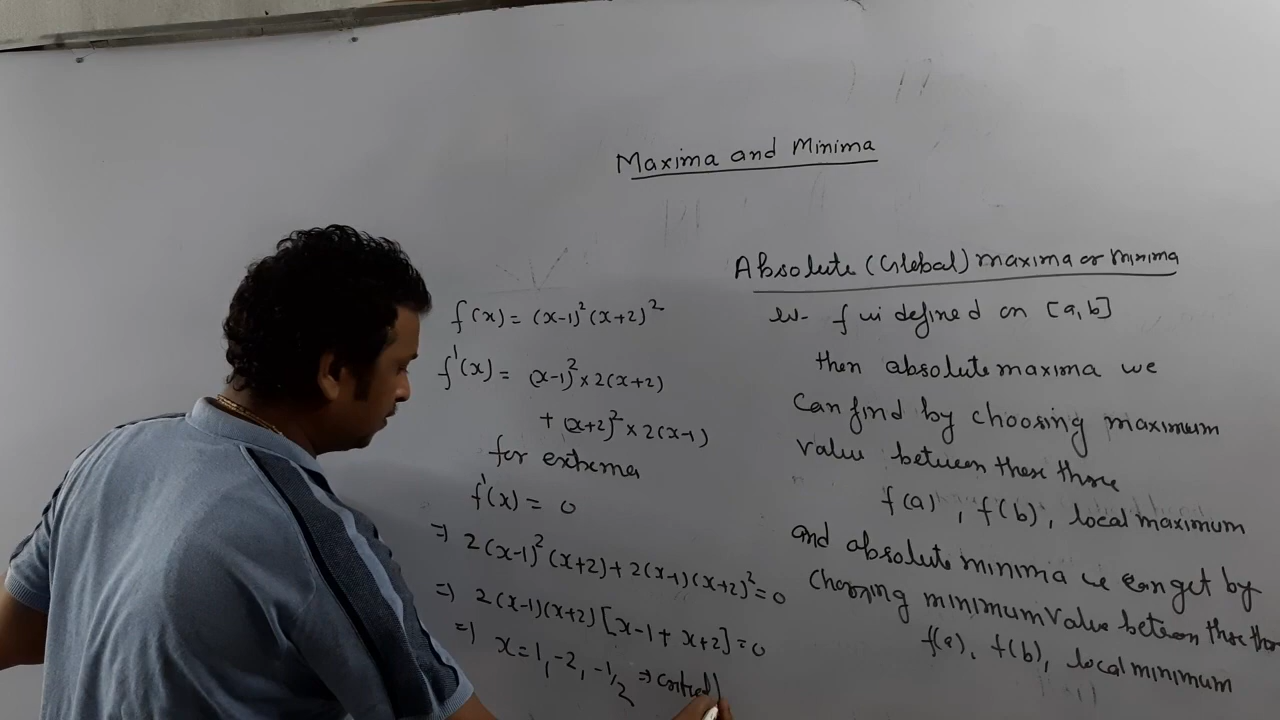 Maxima and Minima
f(x) = (x-1)²(x+2)²
f'(x) = (x-1)² × 2(x+2)
+ (x+2)² × 2(x-1)
for extrema
f'(x) = 0
⇒ 2(x-1)²(x+2) + 2(x-1)(x+2)² = 0
⇒ 2(x-1)(x+2)[x-1+x+2] = 0
⇒ x = 1, -2, -1/2 ⇒
Absolute (Global) maxima or minima
f is defined on [a,b]
then absolute maxima we
can find by choosing maximum
value between these three
f(a), f(b), local maximum
and absolute minima we can get by
choosing minimum value between these
f(a), f(b), local minimum